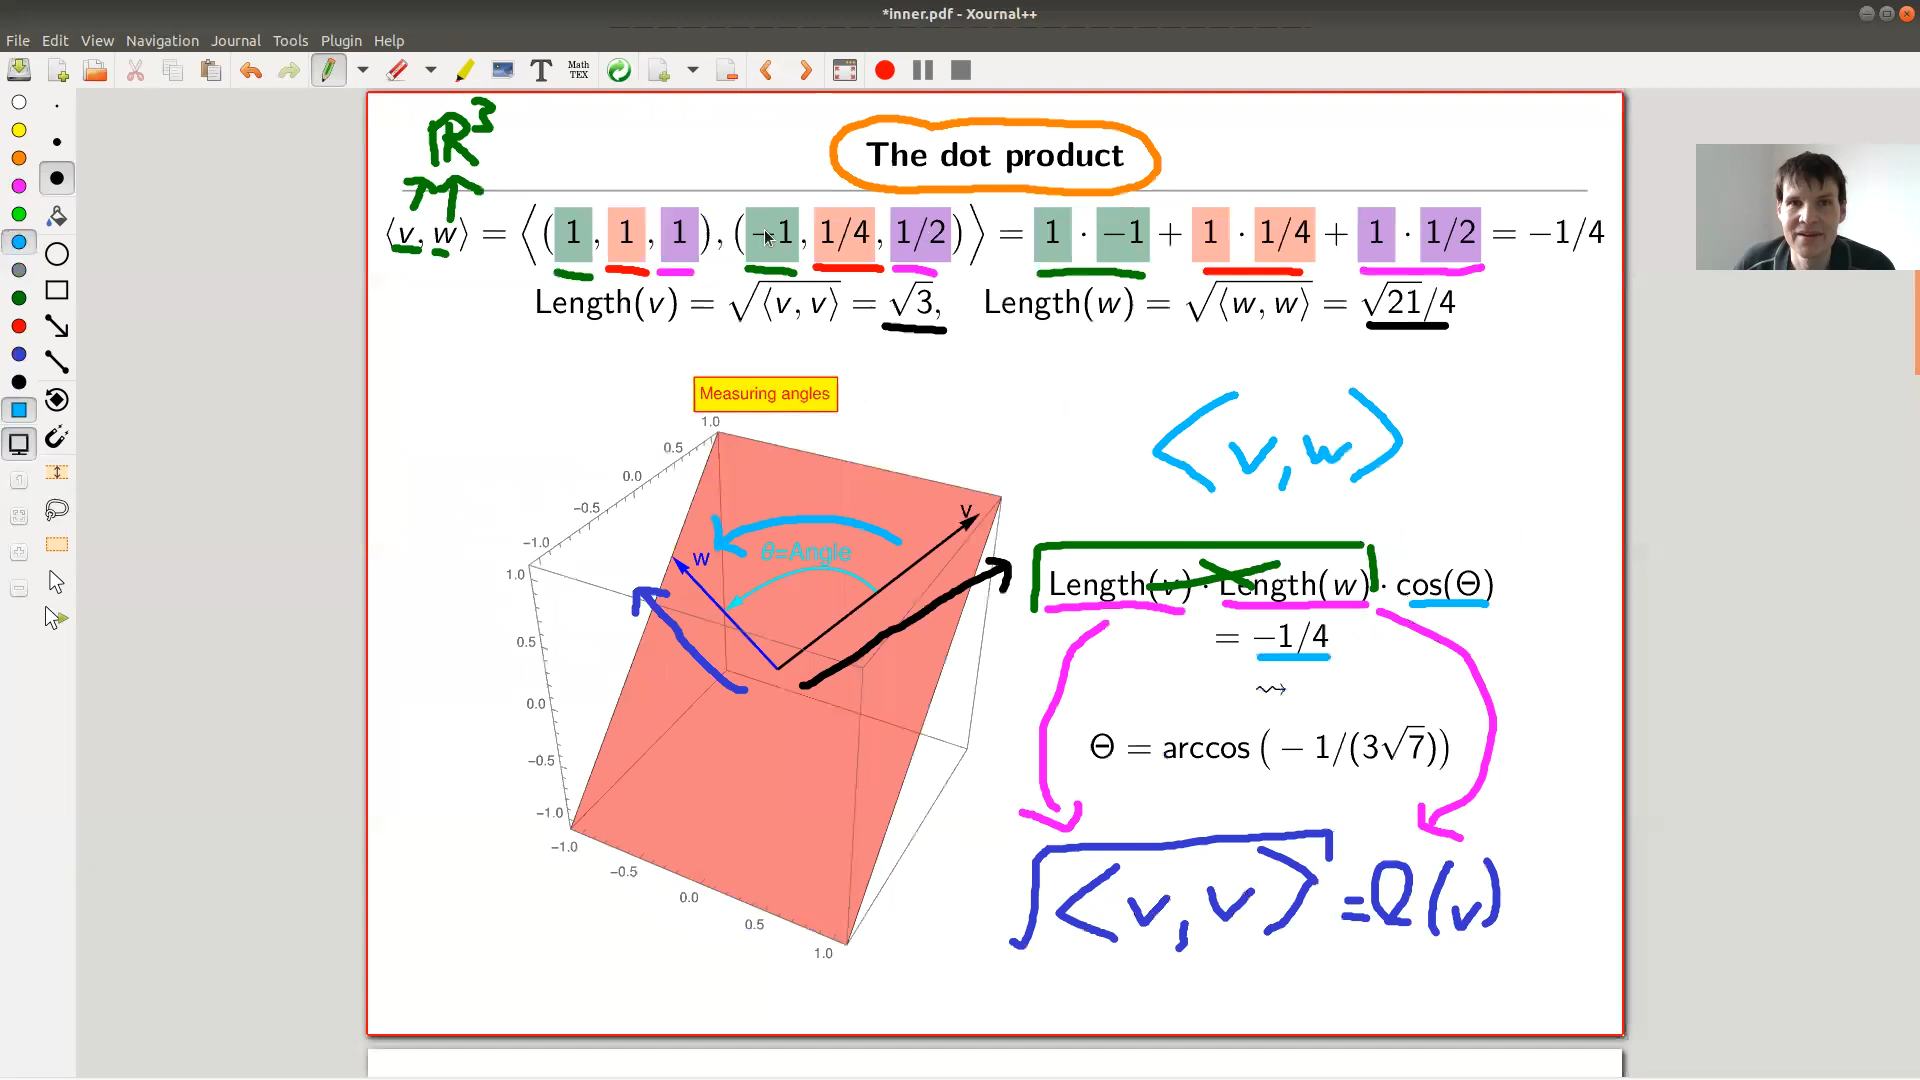 *inner.pdf - Xournal++
File Edit View Navigation Journal Tools Plugin Help
T Math TEX
ℝ³
The dot product
⟨v, w⟩ = ⟨(1, 1, 1), (−1, 1/4, 1/2)⟩ = 1 · −1 + 1 · 1/4 + 1 · 1/2 = −1/4
Length(v) = √⟨v, v⟩ = √3, Length(w) = √⟨w, w⟩ = √21/4
Measuring angles
1.0
0.5
0.0
−0.5
−1.0
1.0
0.5
0.0
−0.5
−1.0
−1.0
−0.5
0.0
0.5
1.0
v
w
θ=Angle
⟨v, w⟩
Length(v) · Length(w) · cos(Θ)
= −1/4
⇝
Θ = arccos ( − 1/(3√7))
√⟨v, v⟩ = ℓ(v)